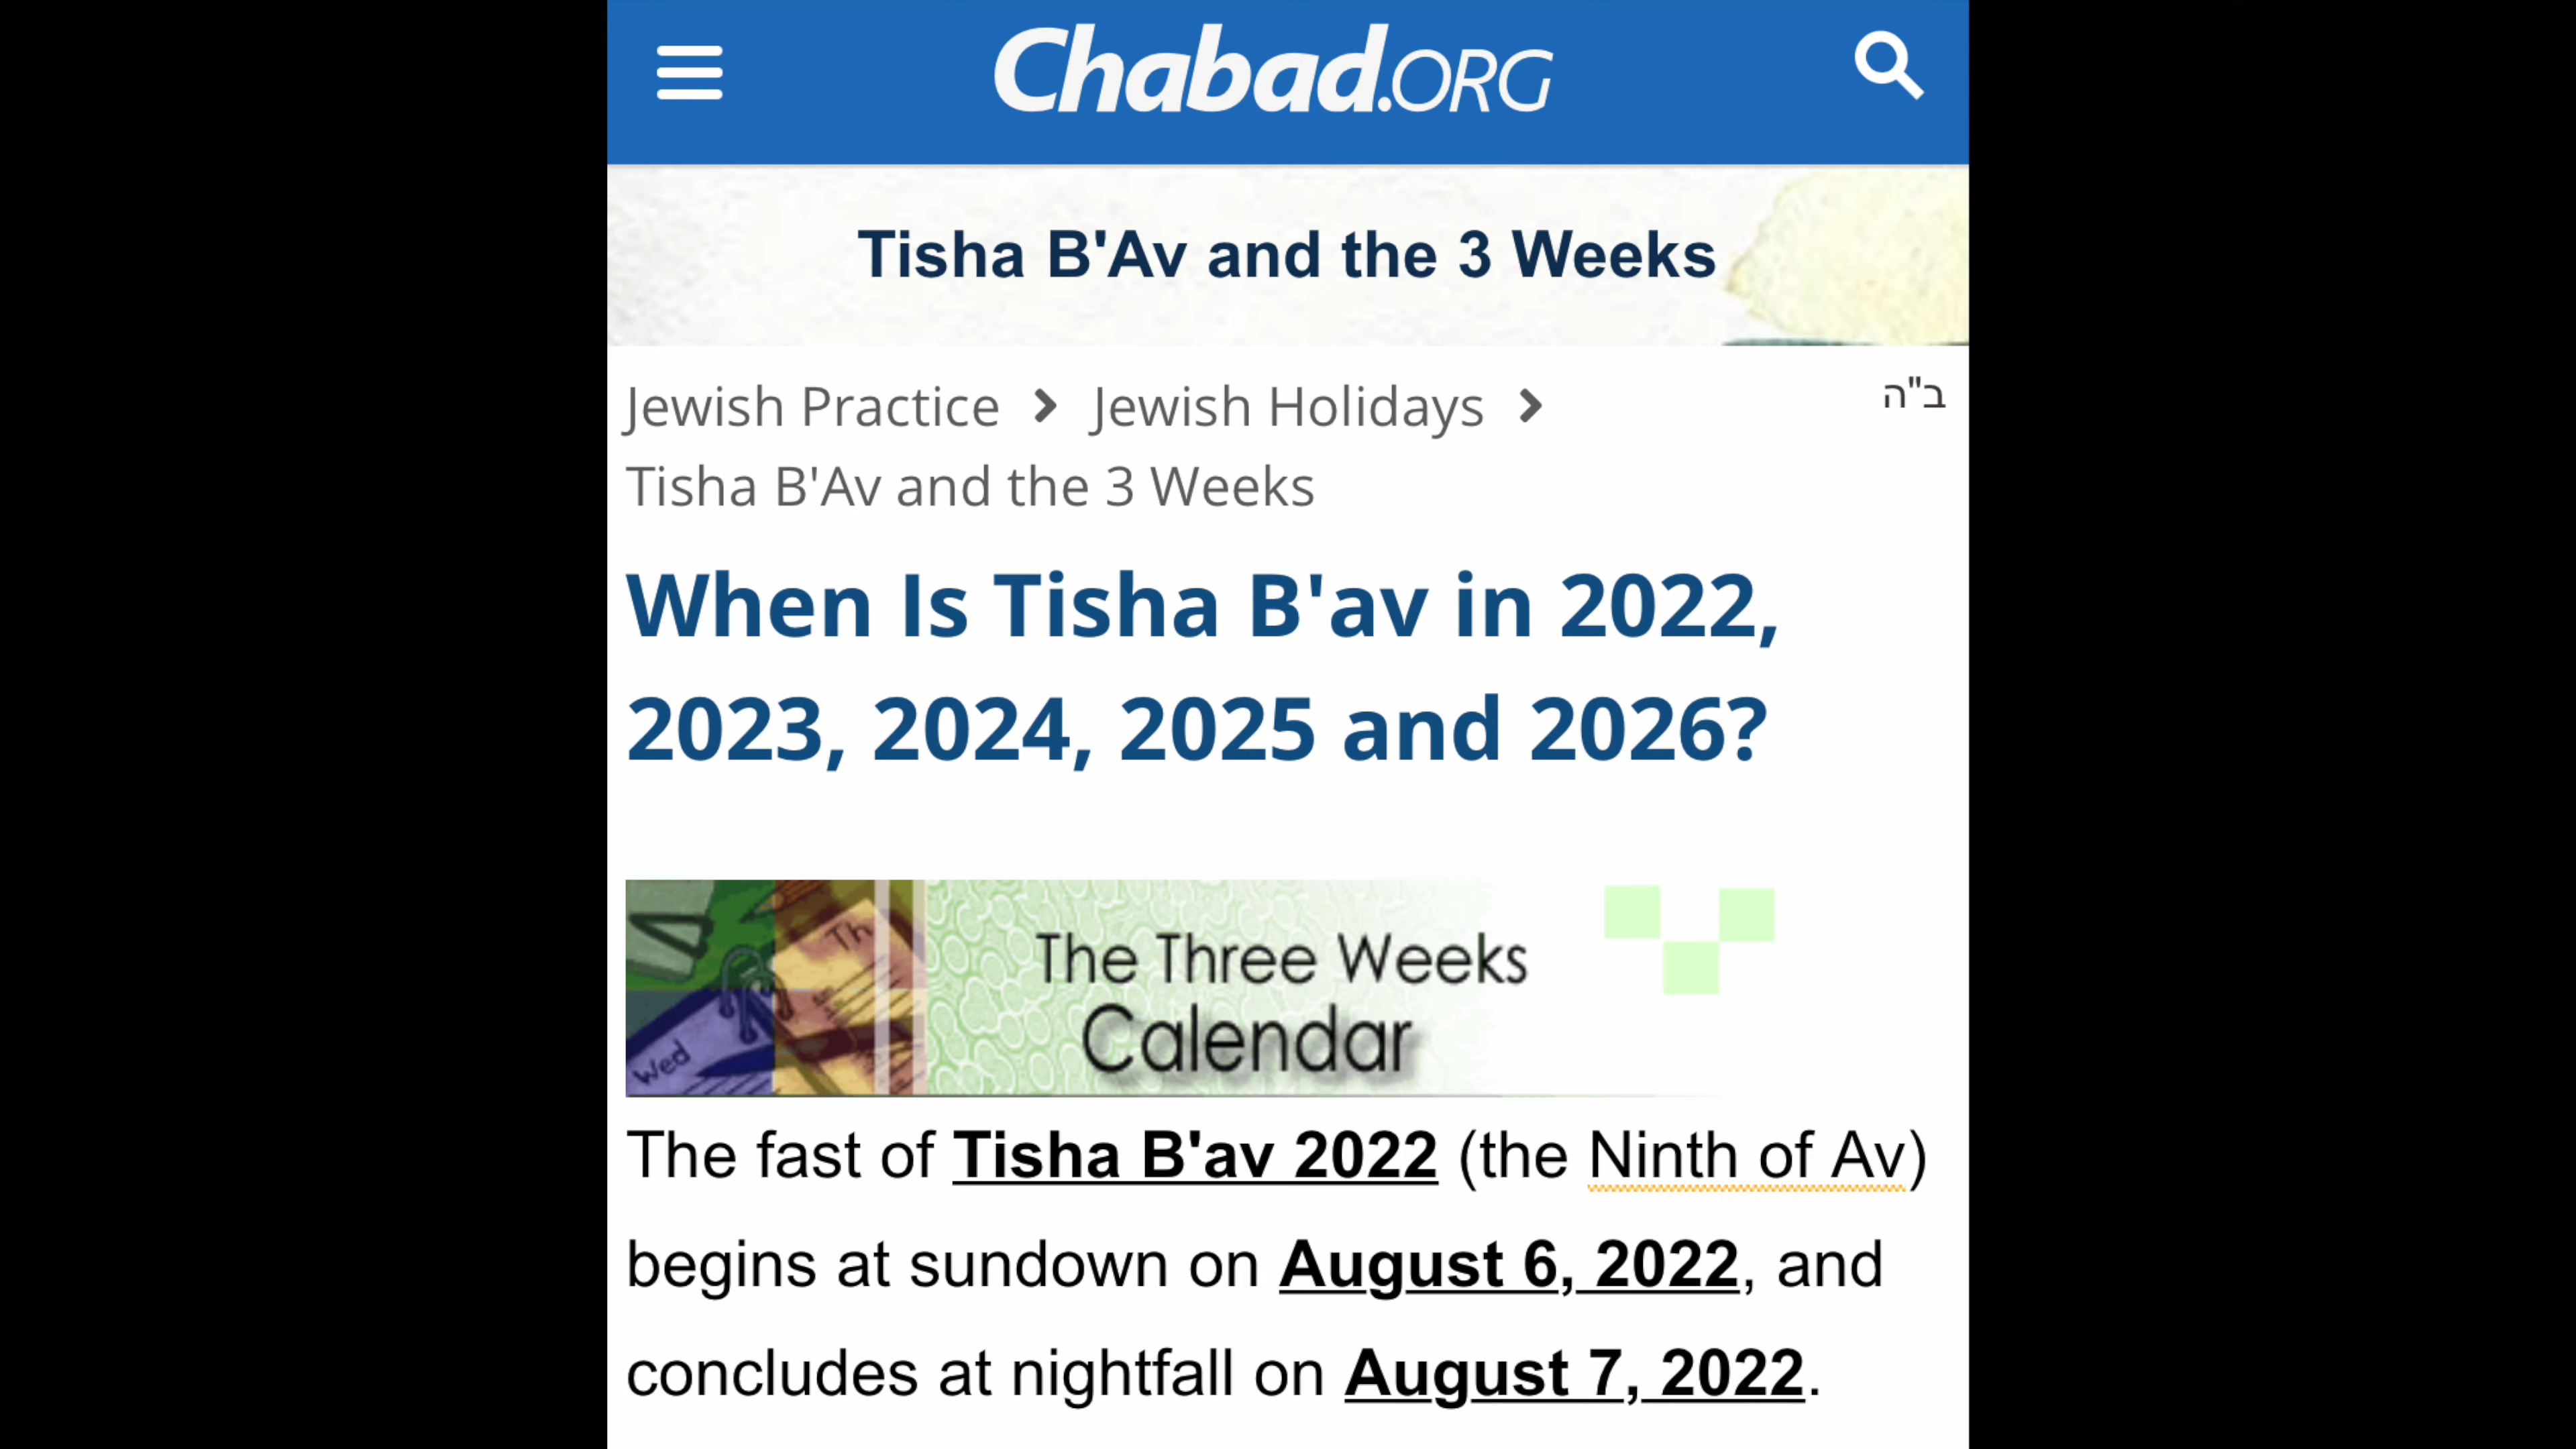 Chabad.ORG
Tisha B'Av and the 3 Weeks
Jewish Practice > Jewish Holidays >
ב"ה
Tisha B'Av and the 3 Weeks
When Is Tisha B'av in 2022,
2023, 2024, 2025 and 2026?
Th
Wed
The Three Weeks
Calendar
The fast of Tisha B'av 2022 (the Ninth of Av)
begins at sundown on August 6, 2022, and
concludes at nightfall on August 7, 2022.